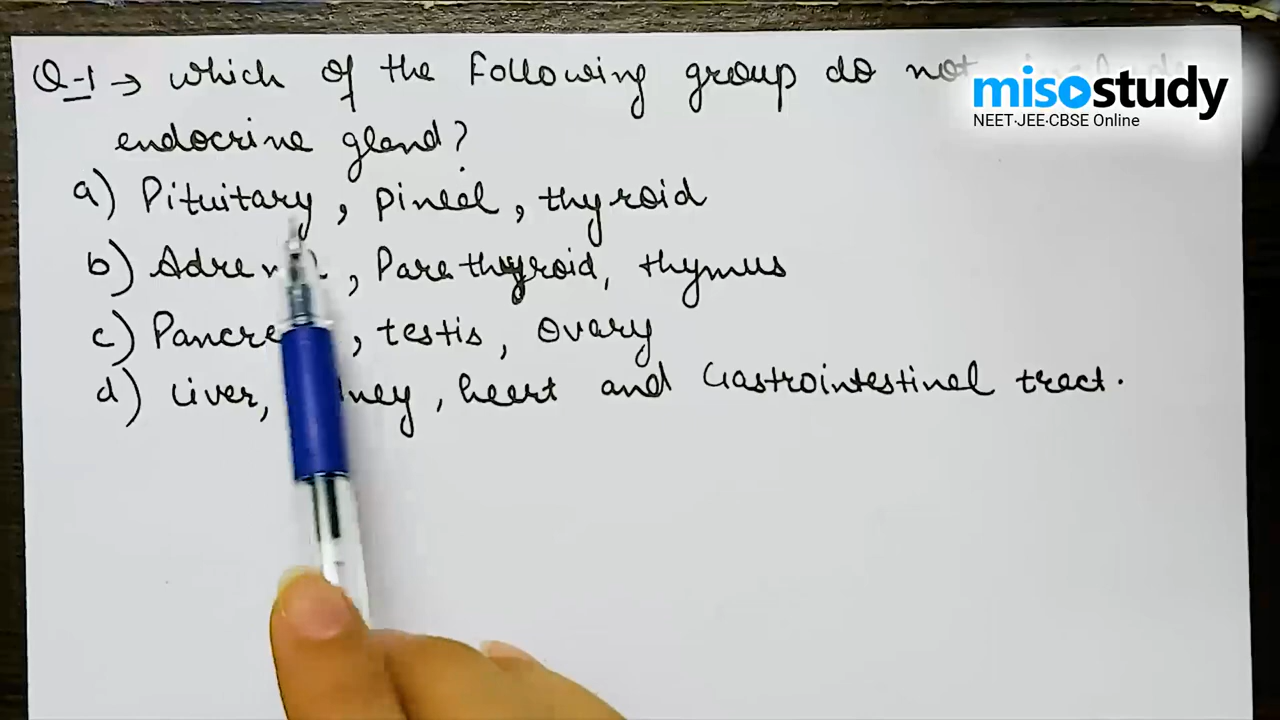 Q-1 → which of the following group do not
misostudy
NEET·JEE·CBSE Online
endocrine gland?
a) Pituitary, Pineal, thyroid
b) , Parathyroid, thymus
c) , testis, ovary
d) Liver, , heart and Gastrointestinal tract.